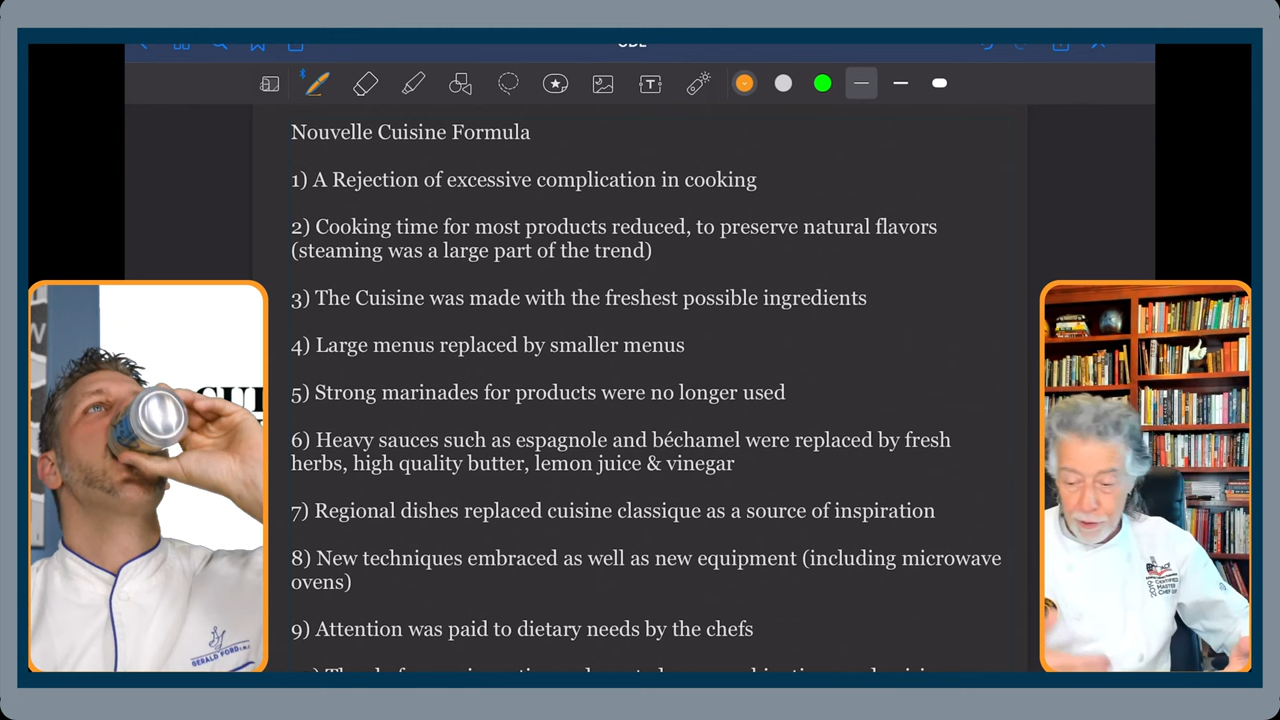 Nouvelle Cuisine Formula
1) A Rejection of excessive complication in cooking
2) Cooking time for most products reduced, to preserve natural flavors
(steaming was a large part of the trend)
3) The Cuisine was made with the freshest possible ingredients
4) Large menus replaced by smaller menus
5) Strong marinades for products were no longer used
6) Heavy sauces such as espagnole and béchamel were replaced by fresh
herbs, high quality butter, lemon juice & vinegar
7) Regional dishes replaced cuisine classique as a source of inspiration
8) New techniques embraced as well as new equipment (including microwave
ovens)
9) Attention was paid to dietary needs by the chefs
GERALD FORD
CERTIFIED
MASTER
CHEF